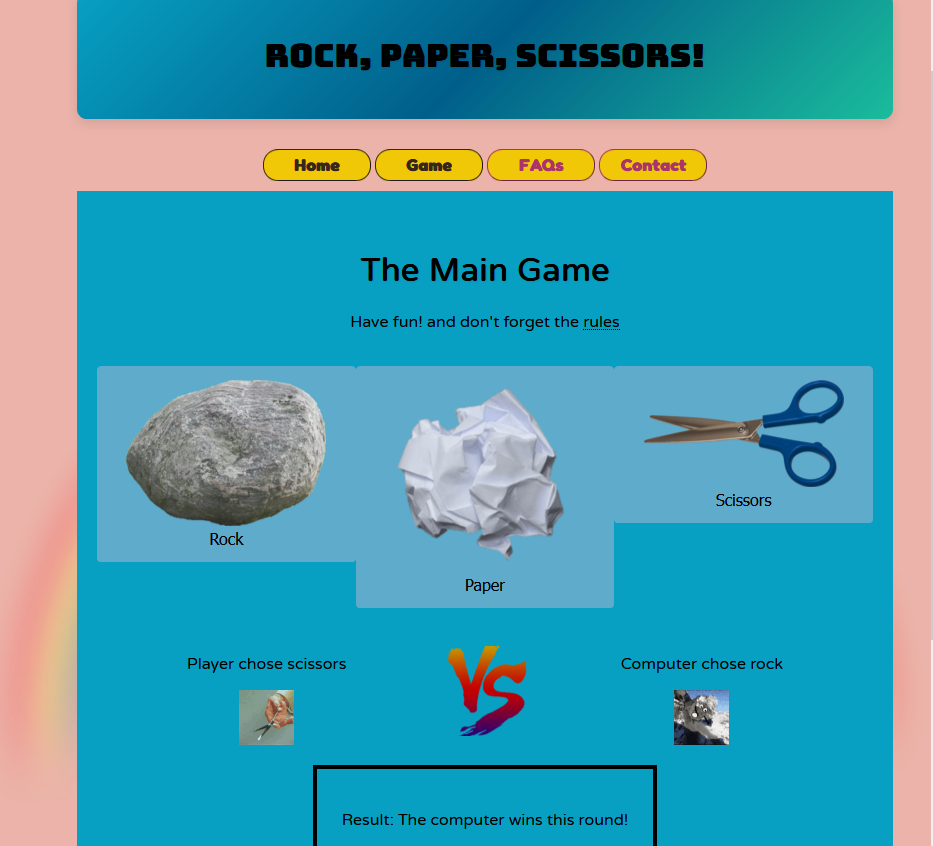 ROCK, PAPER, SCISSORS!
Home Game FAQs Contact
The Main Game
Have fun! and don't forget the rules
Rock
Paper
Scissors
Player chose scissors
VS
Computer chose rock
Result: The computer wins this round!